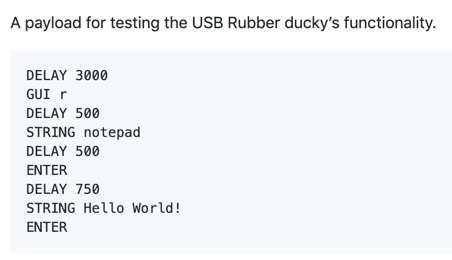 A payload for testing the USB Rubber ducky’s functionality.
DELAY 3000
GUI r
DELAY 500
STRING notepad
DELAY 500
ENTER
DELAY 750
STRING Hello World!
ENTER